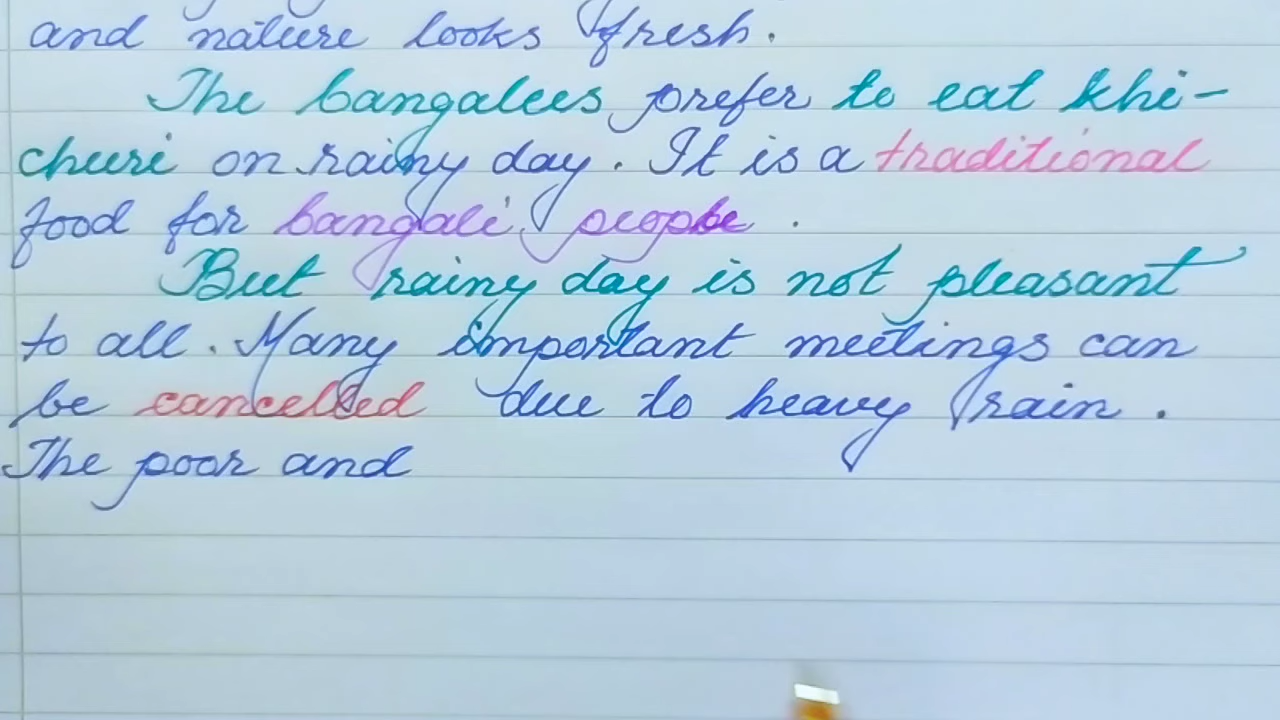 and nature looks fresh.
The bangalees prefer to eat khi-
churi on rainy day. It is a traditional
food for bangali people.
But rainy day is not pleasant
to all. Many important meetings can
be cancelled due to heavy rain.
The poor and